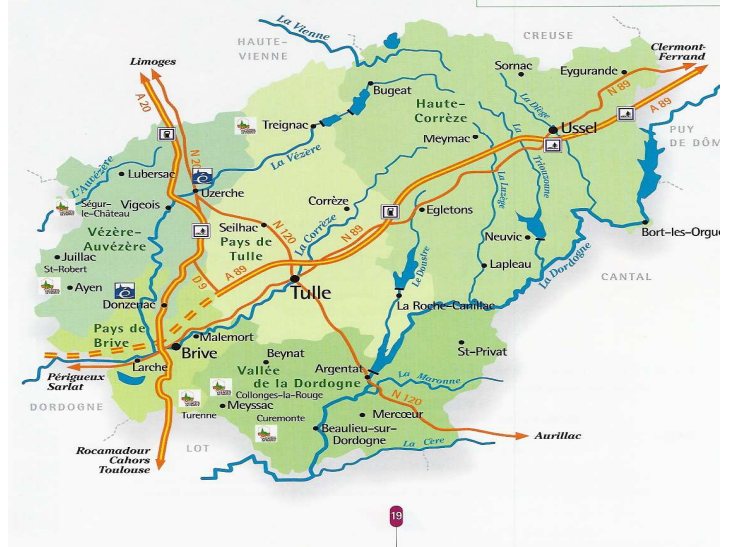 La Vienne
HAUTE-
VIENNE
CREUSE
Clermont-
Ferrand
Limoges
Sornac
Eygurande
Bugeat
N 89
A 89
A 20
Haute-
Corrèze
La Diège
Ussel
Treignac
Meymac
PUY
DE DÔM
La Vézère
La
Triouzonne
N 20
L'Auvézère
Lubersac
Uzerche
La Luzège
Ségur-
le-Château
Vigeois
Corrèze
Egletons
Seilhac
N 120
La Corrèze
N 89
Bort-les-Orgue
Vézère-
Auvézère
Pays de
Tulle
Neuvic
La Dordogne
Juillac
St-Robert
A 89
Le Doustre
Lapleau
CANTAL
Ayen
D 9
Tulle
Donzenac
La Roche-Canillac
Pays de
Brive
Malemort
Brive
Beynat
St-Privat
Larche
Vallée
de la Dordogne
Argentat
Périgueux
Sarlat
La Maronne
Collonges-la-Rouge
N 120
DORDOGNE
Turenne
Meyssac
Curemonte
Mercœur
Beaulieu-sur-
Dordogne
Aurillac
La Cère
LOT
Rocamadour
Cahors
Toulouse
19